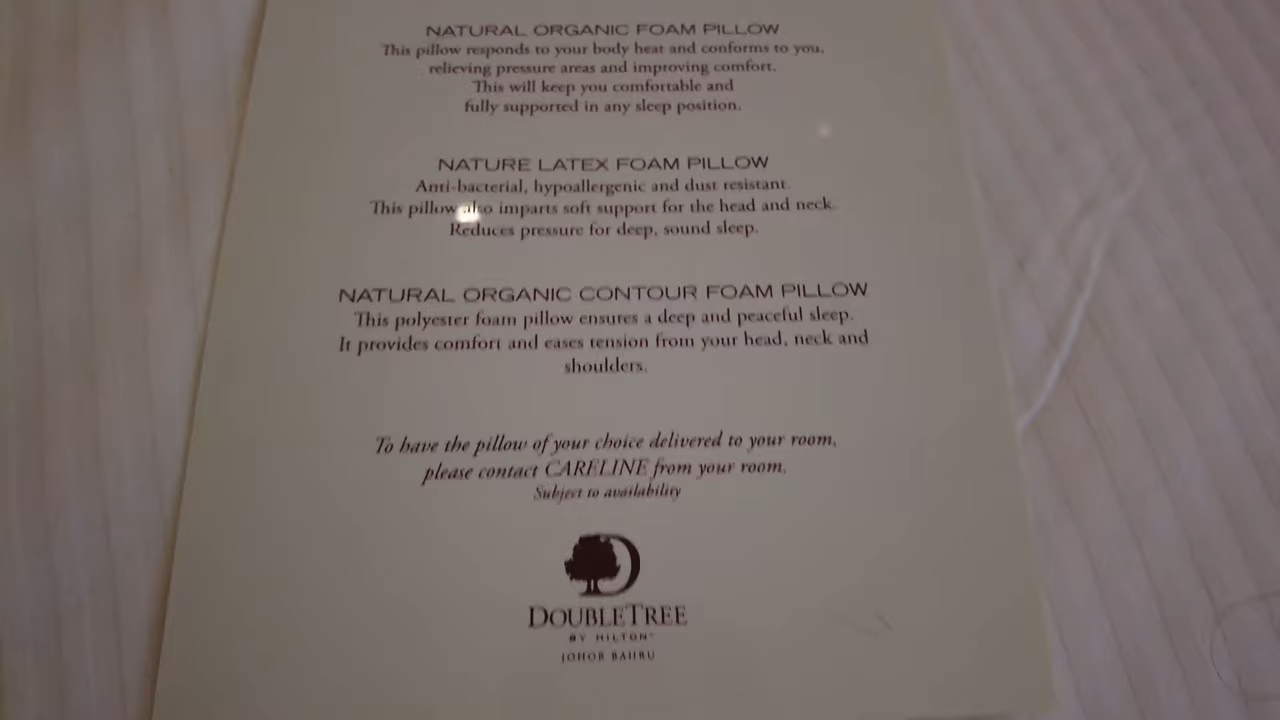 NATURAL ORGANIC FOAM PILLOW
This pillow responds to your body heat and conforms to you,
relieving pressure areas and improving comfort.
This will keep you comfortable and
fully supported in any sleep position.
NATURE LATEX FOAM PILLOW
Anti-bacterial, hypoallergenic and dust resistant.
This pillow also imparts soft support for the head and neck.
Reduces pressure for deep, sound sleep.
NATURAL ORGANIC CONTOUR FOAM PILLOW
This polyester foam pillow ensures a deep and peaceful sleep.
It provides comfort and eases tension from your head, neck and
shoulders.
To have the pillow of your choice delivered to your room,
please contact CARELINE from your room.
Subject to availability
DOUBLETREE
BY HILTON™
JOHOR BAHRU